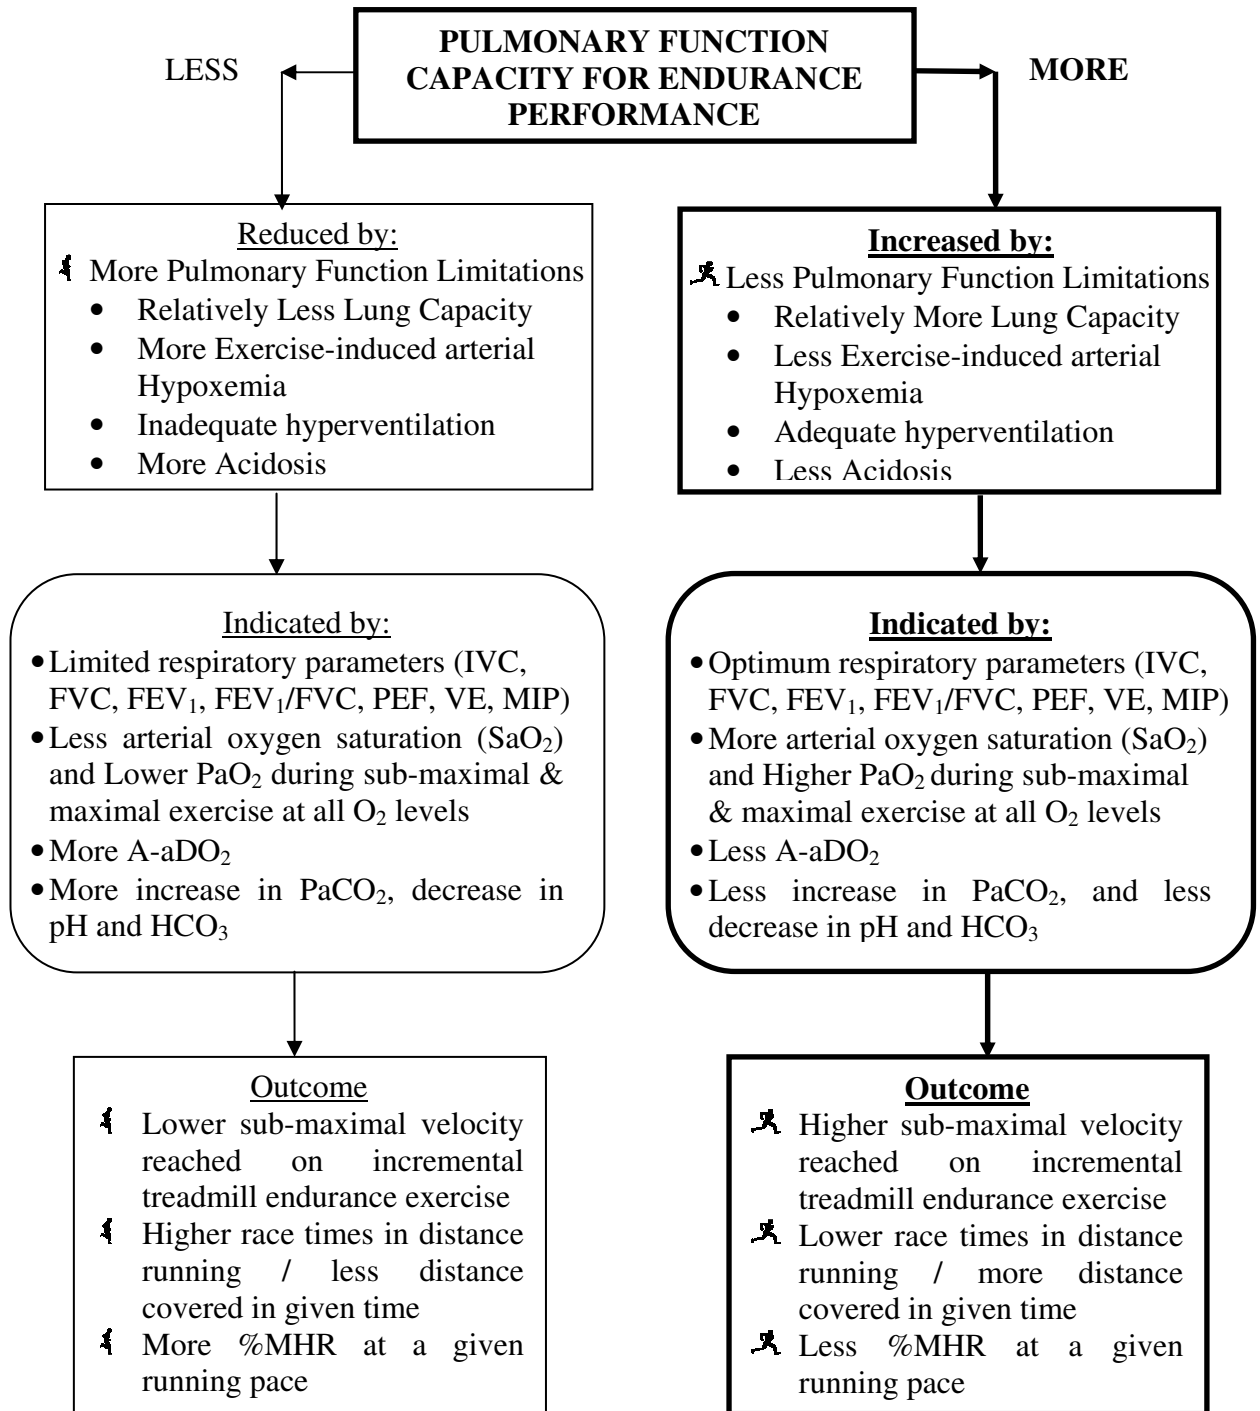 PULMONARY FUNCTION
CAPACITY FOR ENDURANCE
PERFORMANCE
LESS
MORE
Reduced by:
More Pulmonary Function Limitations
• Relatively Less Lung Capacity
• More Exercise-induced arterial
Hypoxemia
• Inadequate hyperventilation
• More Acidosis
Increased by:
Less Pulmonary Function Limitations
• Relatively More Lung Capacity
• Less Exercise-induced arterial
Hypoxemia
• Adequate hyperventilation
• Less Acidosis
Indicated by:
• Limited respiratory parameters (IVC,
FVC, FEV₁, FEV₁/FVC, PEF, VE, MIP)
• Less arterial oxygen saturation (SaO₂)
and Lower PaO₂ during sub-maximal &
maximal exercise at all O₂ levels
• More A-aDO₂
• More increase in PaCO₂, decrease in
pH and HCO₃
Indicated by:
• Optimum respiratory parameters (IVC,
FVC, FEV₁, FEV₁/FVC, PEF, VE, MIP)
• More arterial oxygen saturation (SaO₂)
and Higher PaO₂ during sub-maximal
& maximal exercise at all O₂ levels
• Less A-aDO₂
• Less increase in PaCO₂, and less
decrease in pH and HCO₃
Outcome
Lower sub-maximal velocity
reached on incremental
treadmill endurance exercise
Higher race times in distance
running / less distance
covered in given time
More %MHR at a given
running pace
Outcome
Higher sub-maximal velocity
reached on incremental
treadmill endurance exercise
Lower race times in distance
running / more distance
covered in given time
Less %MHR at a given
running pace